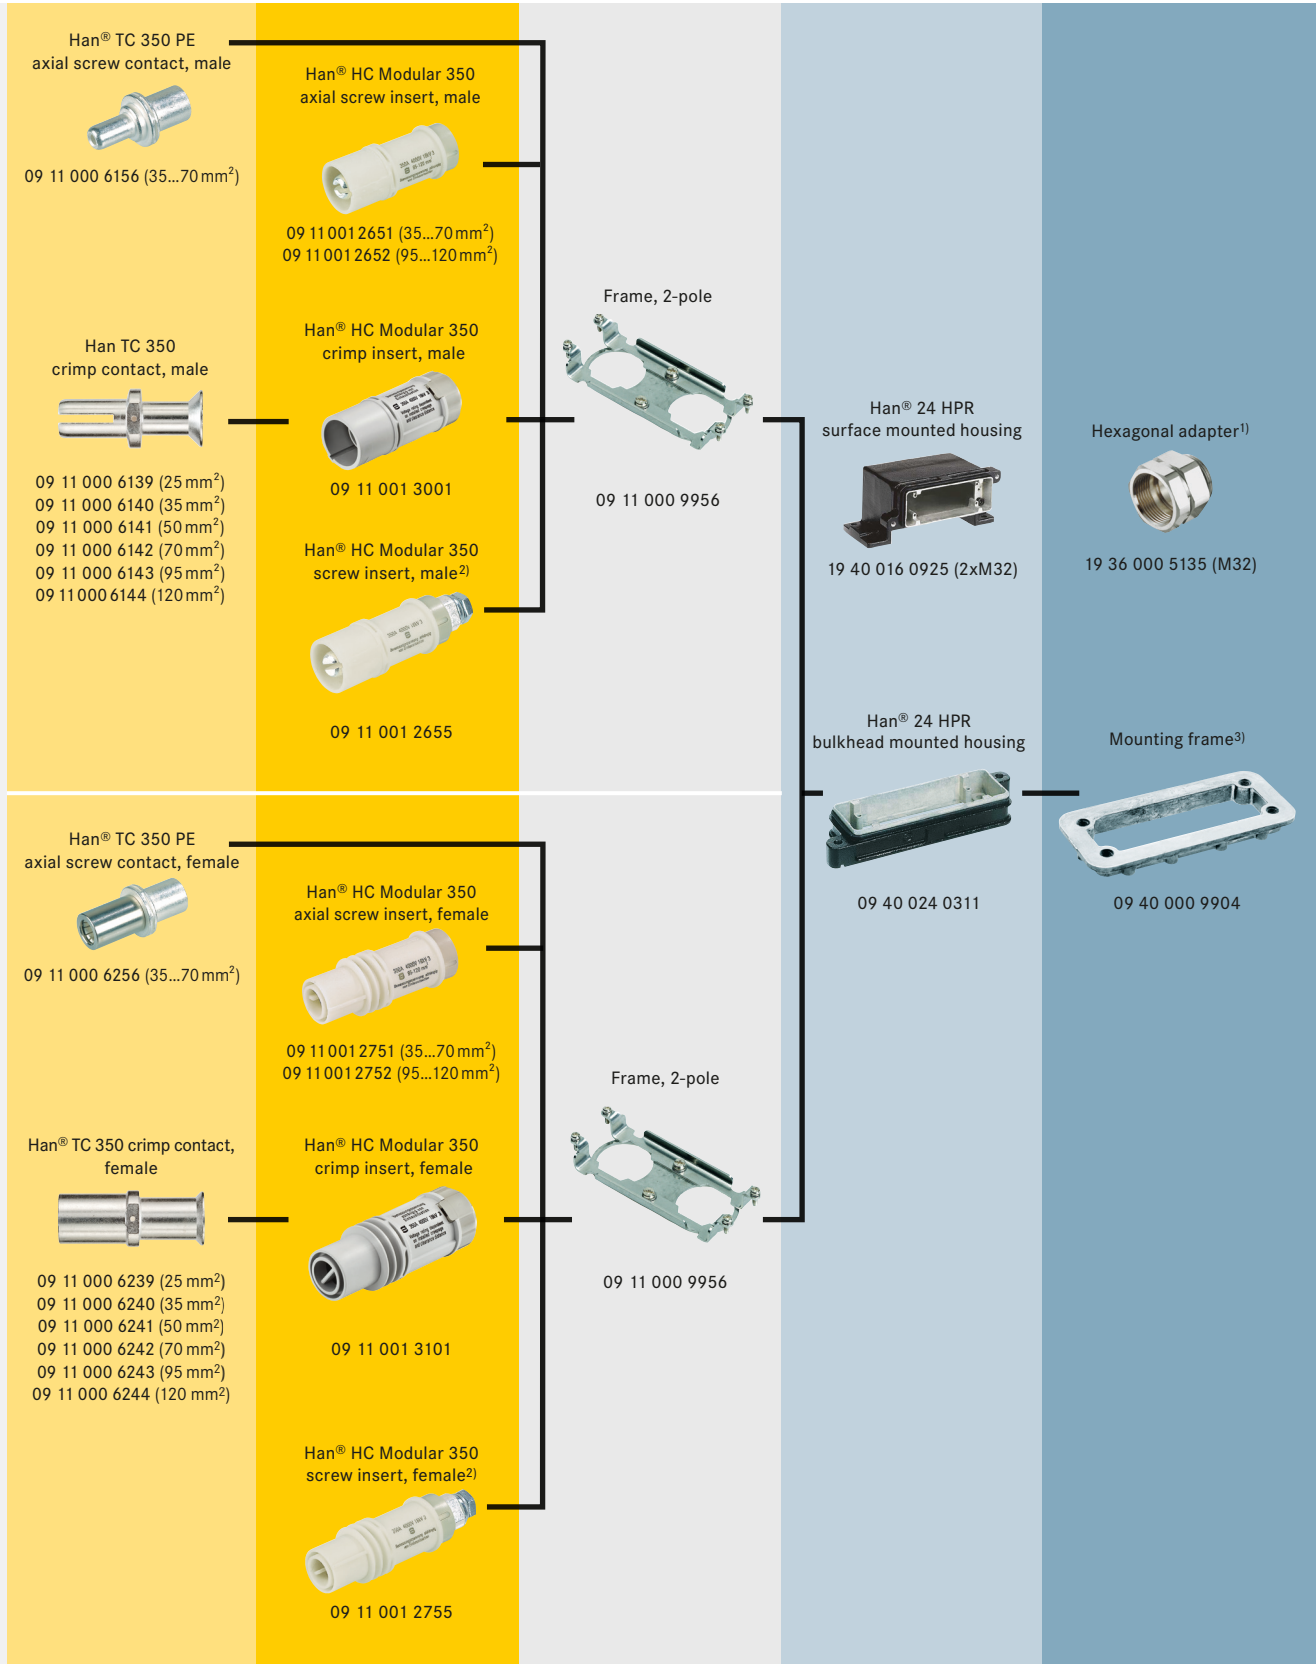 Han® TC 350 PE
axial screw contact, male
09 11 000 6156 (35...70 mm²)
Han® HC Modular 350
axial screw insert, male
09 11 001 2651 (35...70 mm²)
09 11 001 2652 (95...120 mm²)
Han TC 350
crimp contact, male
09 11 000 6139 (25 mm²)
09 11 000 6140 (35 mm²)
09 11 000 6141 (50 mm²)
09 11 000 6142 (70 mm²)
09 11 000 6143 (95 mm²)
09 11 000 6144 (120 mm²)
Han® HC Modular 350
crimp insert, male
09 11 001 3001
Han® HC Modular 350
screw insert, male²⁾
09 11 001 2655
Frame, 2-pole
09 11 000 9956
Han® 24 HPR
surface mounted housing
19 40 016 0925 (2xM32)
Hexagonal adapter¹⁾
19 36 000 5135 (M32)
Han® 24 HPR
bulkhead mounted housing
09 40 024 0311
Mounting frame³⁾
09 40 000 9904
Han® TC 350 PE
axial screw contact, female
09 11 000 6256 (35...70 mm²)
Han® HC Modular 350
axial screw insert, female
09 11 001 2751 (35...70 mm²)
09 11 001 2752 (95...120 mm²)
Han® TC 350 crimp contact,
female
09 11 000 6239 (25 mm²)
09 11 000 6240 (35 mm²)
09 11 000 6241 (50 mm²)
09 11 000 6242 (70 mm²)
09 11 000 6243 (95 mm²)
09 11 000 6244 (120 mm²)
Han® HC Modular 350
crimp insert, female
09 11 001 3101
Han® HC Modular 350
screw insert, female²⁾
09 11 001 2755
Frame, 2-pole
09 11 000 9956